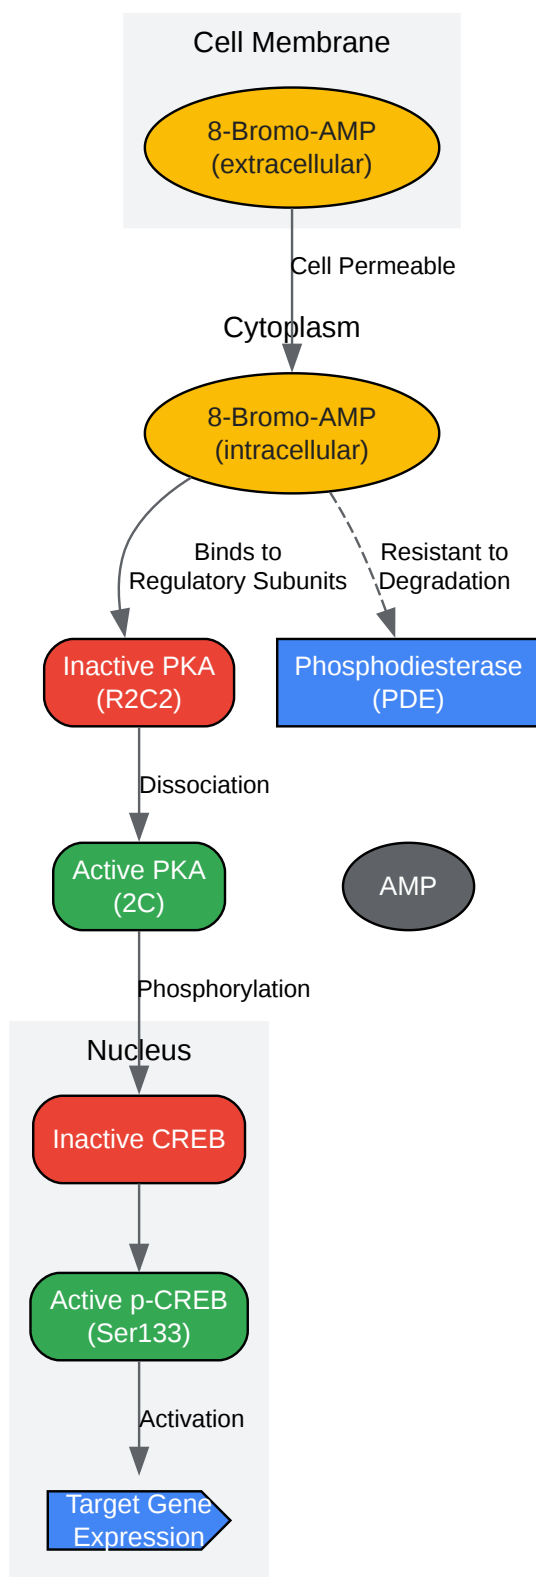 Cell Membrane
8-Bromo-AMP
(extracellular)
Cell Permeable
Cytoplasm
8-Bromo-AMP
(intracellular)
Binds to
Regulatory Subunits
Resistant to
Degradation
Inactive PKA
(R2C2)
Phosphodiesterase
(PDE)
Dissociation
Active PKA
(2C)
AMP
Phosphorylation
Nucleus
Inactive CREB
Active p-CREB
(Ser133)
Activation
Target Gene
Expression